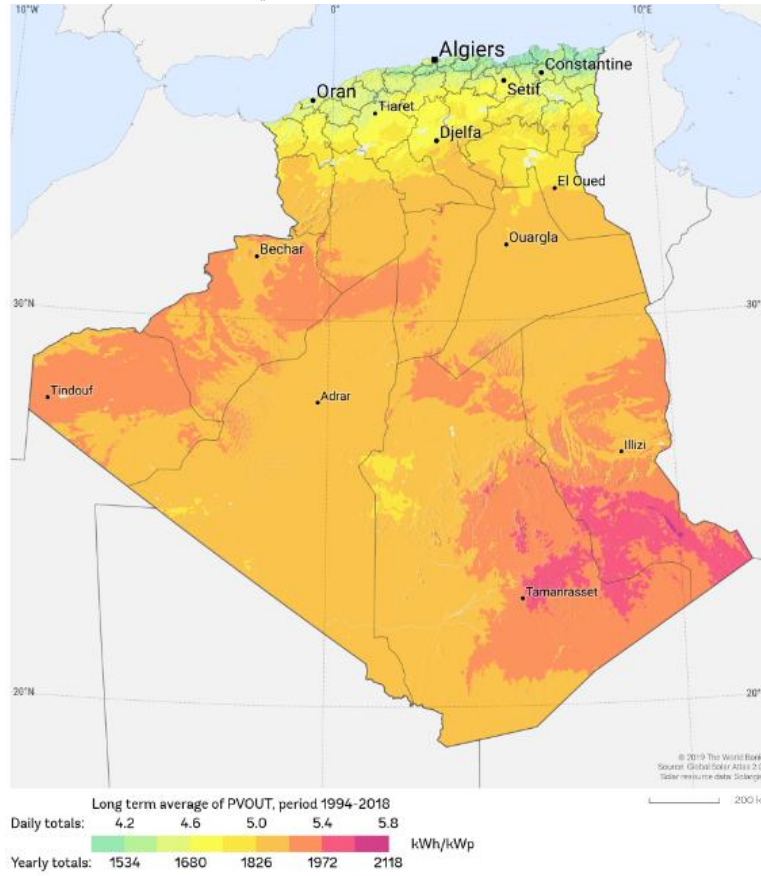 10°W 0° 10°E
Algiers
Constantine
Oran
Setif
Tiaret
Djelfa
El Oued
Ouargla
Bechar
30°N 30°
Tindouf
Adrar
Illizi
Tamanrasset
20°N 20°
© 2019 The World Bank
Source: Global Solar Atlas 2.0
Solar resource data: Solargis
Long term average of PVOUT, period 1994-2018
200 k
Daily totals: 4.2 4.6 5.0 5.4 5.8
kWh/kWp
Yearly totals: 1534 1680 1826 1972 2118